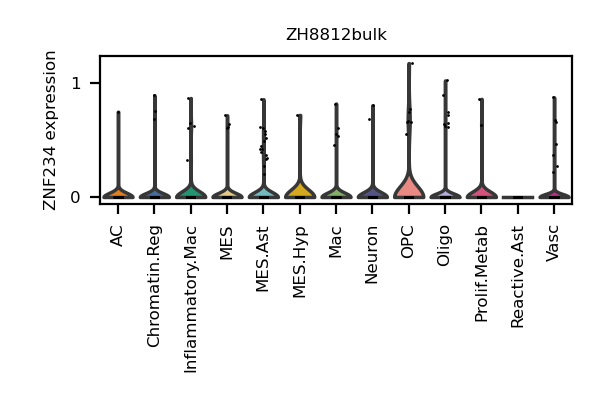 ZH8812bulk
ZNF234 expression
1
0
AC
Chromatin.Reg
Inflammatory.Mac
MES
MES.Ast
MES.Hyp
Mac
Neuron
OPC
Oligo
Prolif.Metab
Reactive.Ast
Vasc